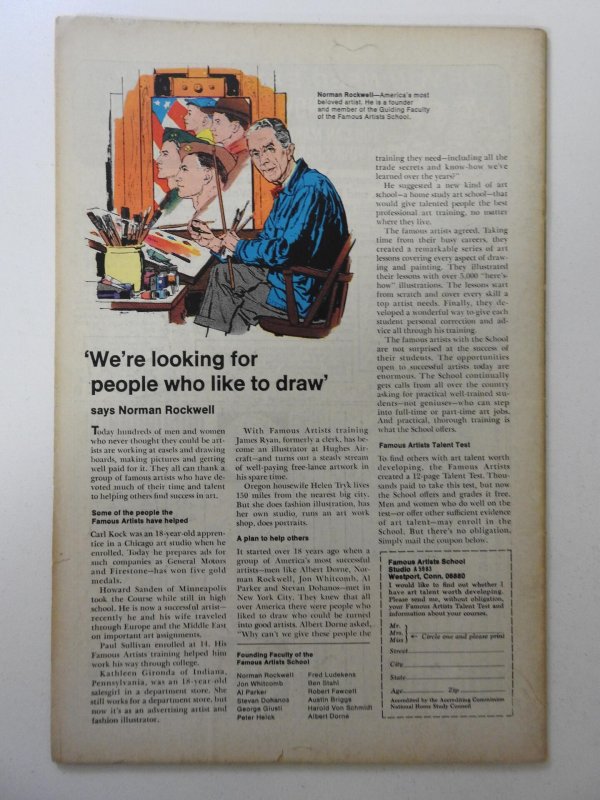 Norman Rockwell—America's most
beloved artist. He is a founder
and member of the Guiding Faculty
of the Famous Artists School.
'We're looking for
people who like to draw'
says Norman Rockwell
Today hundreds of men and women
who never thought they could be art-
ists are working at easels and drawing
boards, making pictures and getting
well paid for it. They all can thank a
group of famous artists who have de-
voted much of their time and talent
to helping others find success in art.
Some of the people the
Famous Artists have helped
Carl Kock was an 18-year-old appren-
tice in a Chicago art studio when he
enrolled. Today he prepares ads for
such companies as General Motors
and Firestone—has won five gold
medals.
Howard Sanden of Minneapolis
took the Course while still in high
school. He is now a successful artist—
recently he and his wife traveled
through Europe and the Middle East
on important art assignments.
Paul Sullivan enrolled at 14. His
Famous Artists training helped him
work his way through college.
Kathleen Gironda of Indiana,
Pennsylvania, was an 18-year-old
salesgirl in a department store. She
still works for a department store, but
now it's as an advertising artist and
fashion illustrator.
With Famous Artists training
James Ryan, formerly a clerk, has be-
come an illustrator at Hughes Air-
craft—and turns out a steady stream
of well-paying free-lance artwork in
his spare time.
Oregon housewife Helen Tryk lives
150 miles from the nearest big city.
But she does fashion illustration, has
her own studio, runs an art work
shop, does portraits.
A plan to help others
It started over 18 years ago when a
group of America's most successful
artists—men like Albert Dorne, Nor-
man Rockwell, Jon Whitcomb, Al
Parker and Stevan Dohanos—met in
New York City. They knew that all
over America there were people who
liked to draw who could be turned
into good artists. Albert Dorne asked,
"Why can't we give these people the
Founding Faculty of the
Famous Artists School
Norman Rockwell
Jon Whitcomb
Al Parker
Stevan Dohanos
George Giusti
Peter Helck
Fred Ludekens
Ben Stahl
Robert Fawcett
Austin Briggs
Harold Von Schmidt
Albert Dorne
training they need—including all the
trade secrets and know-how we've
learned over the years?"
He suggested a new kind of art
school—a home study art school—that
would give talented people the best
professional art training, no matter
where they live.
The famous artists agreed. Taking
time from their busy careers, they
created a remarkable series of art
lessons covering every aspect of draw-
ing and painting. They illustrated
their lessons with over 5,000 "here's-
how" illustrations. The lessons start
from scratch and cover every skill a
top artist needs. Finally, they de-
veloped a wonderful way to give each
student personal correction and ad-
vice all through his training.
The famous artists with the School
are not surprised at the success of
their students. The opportunities
open to successful artists today are
enormous. The School continually
gets calls from all over the country
asking for practical well-trained stu-
dents—not geniuses—who can step
into full-time or part-time art jobs.
And practical, thorough training is
what the School offers.
Famous Artists Talent Test
To find others with art talent worth
developing, the Famous Artists
created a 12-page Talent Test. Thou-
sands paid to take this test, but now
the School offers and grades it free.
Men and women who do well on the
test—or offer other sufficient evidence
of art talent—may enroll in the
School. But there's no obligation.
Simply mail the coupon below.
Famous Artists School
Studio A 5983
Westport, Conn. 06880
I would like to find out whether I
have art talent worth developing.
Please send me, without obligation,
your Famous Artists Talent Test and
information about your courses.
Mr.
Mrs.
Miss
Circle one and please print
Street
City
State
Age Zip
Accredited by the Accrediting Commission
National Home Study Council